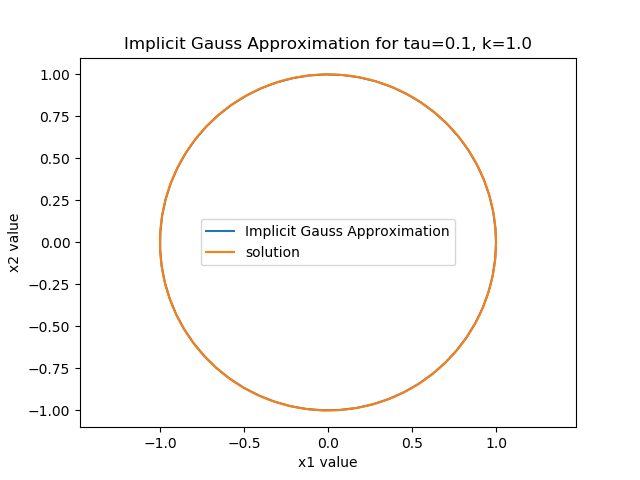 Implicit Gauss Approximation for tau=0.1, k=1.0
1.00
0.75
0.50
0.25
0.00
−0.25
−0.50
−0.75
−1.00
x2 value
Implicit Gauss Approximation
solution
−1.0
−0.5
0.0
0.5
1.0
x1 value